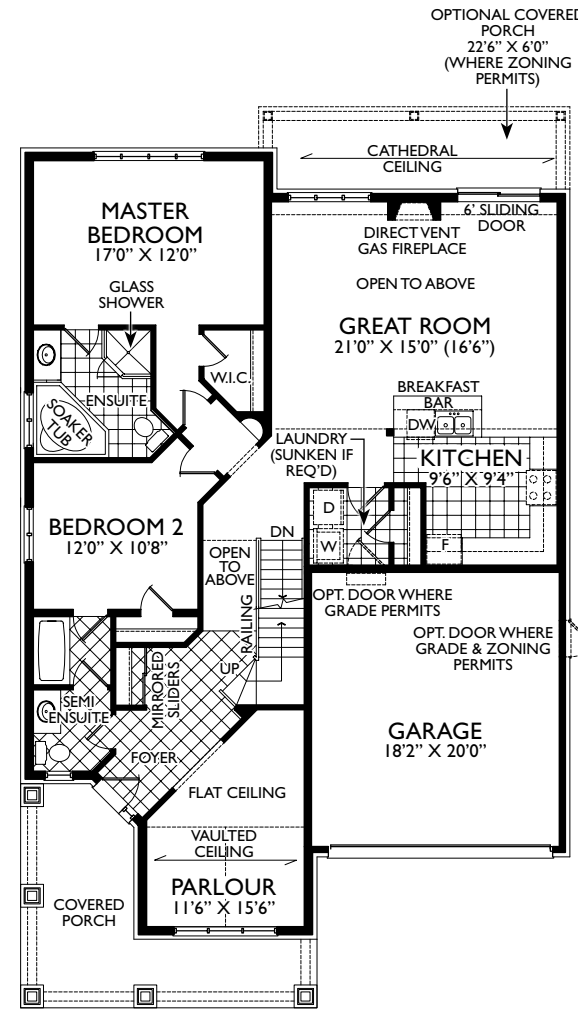 OPTIONAL COVERED
PORCH
22'6" X 6'0"
(WHERE ZONING
PERMITS)
CATHEDRAL
CEILING
MASTER
BEDROOM
17'0" X 12'0"
6' SLIDING
DOOR
DIRECT VENT
GAS FIREPLACE
GLASS
SHOWER
OPEN TO ABOVE
GREAT ROOM
21'0" X 15'0" (16'6")
W.I.C.
ENSUITE
SOAKER
TUB
BREAKFAST
BAR
DW
LAUNDRY
(SUNKEN IF
REQ'D)
KITCHEN
9'6" X 9'4"
D
W
F
BEDROOM 2
12'0" X 10'8"
DN
OPEN
TO
ABOVE
RAILING
OPT. DOOR WHERE
GRADE PERMITS
OPT. DOOR WHERE
GRADE & ZONING
PERMITS
UP
MIRRORED
SLIDERS
SEMI
ENSUITE
FOYER
GARAGE
18'2" X 20'0"
FLAT CEILING
VAULTED
CEILING
PARLOUR
11'6" X 15'6"
COVERED
PORCH